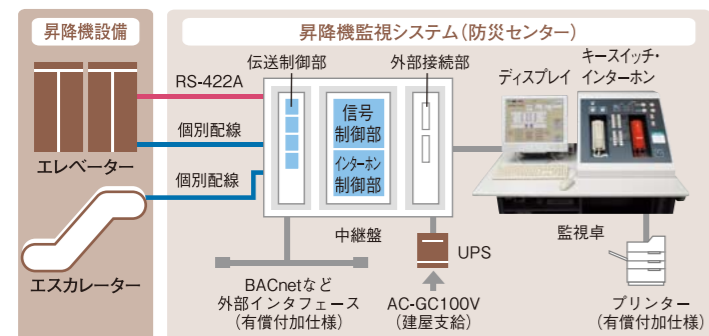 昇降機設備
昇降機監視システム(防災センター)
伝送制御部
外部接続部
ディスプレイ
キースイッチ・
インターホン
RS-422A
個別配線
個別配線
信号
制御部
インターホン
制御部
エレベーター
エスカレーター
中継盤
UPS
監視卓
BACnetなど
外部インタフェース
(有償付加仕様)
AC-GC100V
(建屋支給)
プリンター
(有償付加仕様)